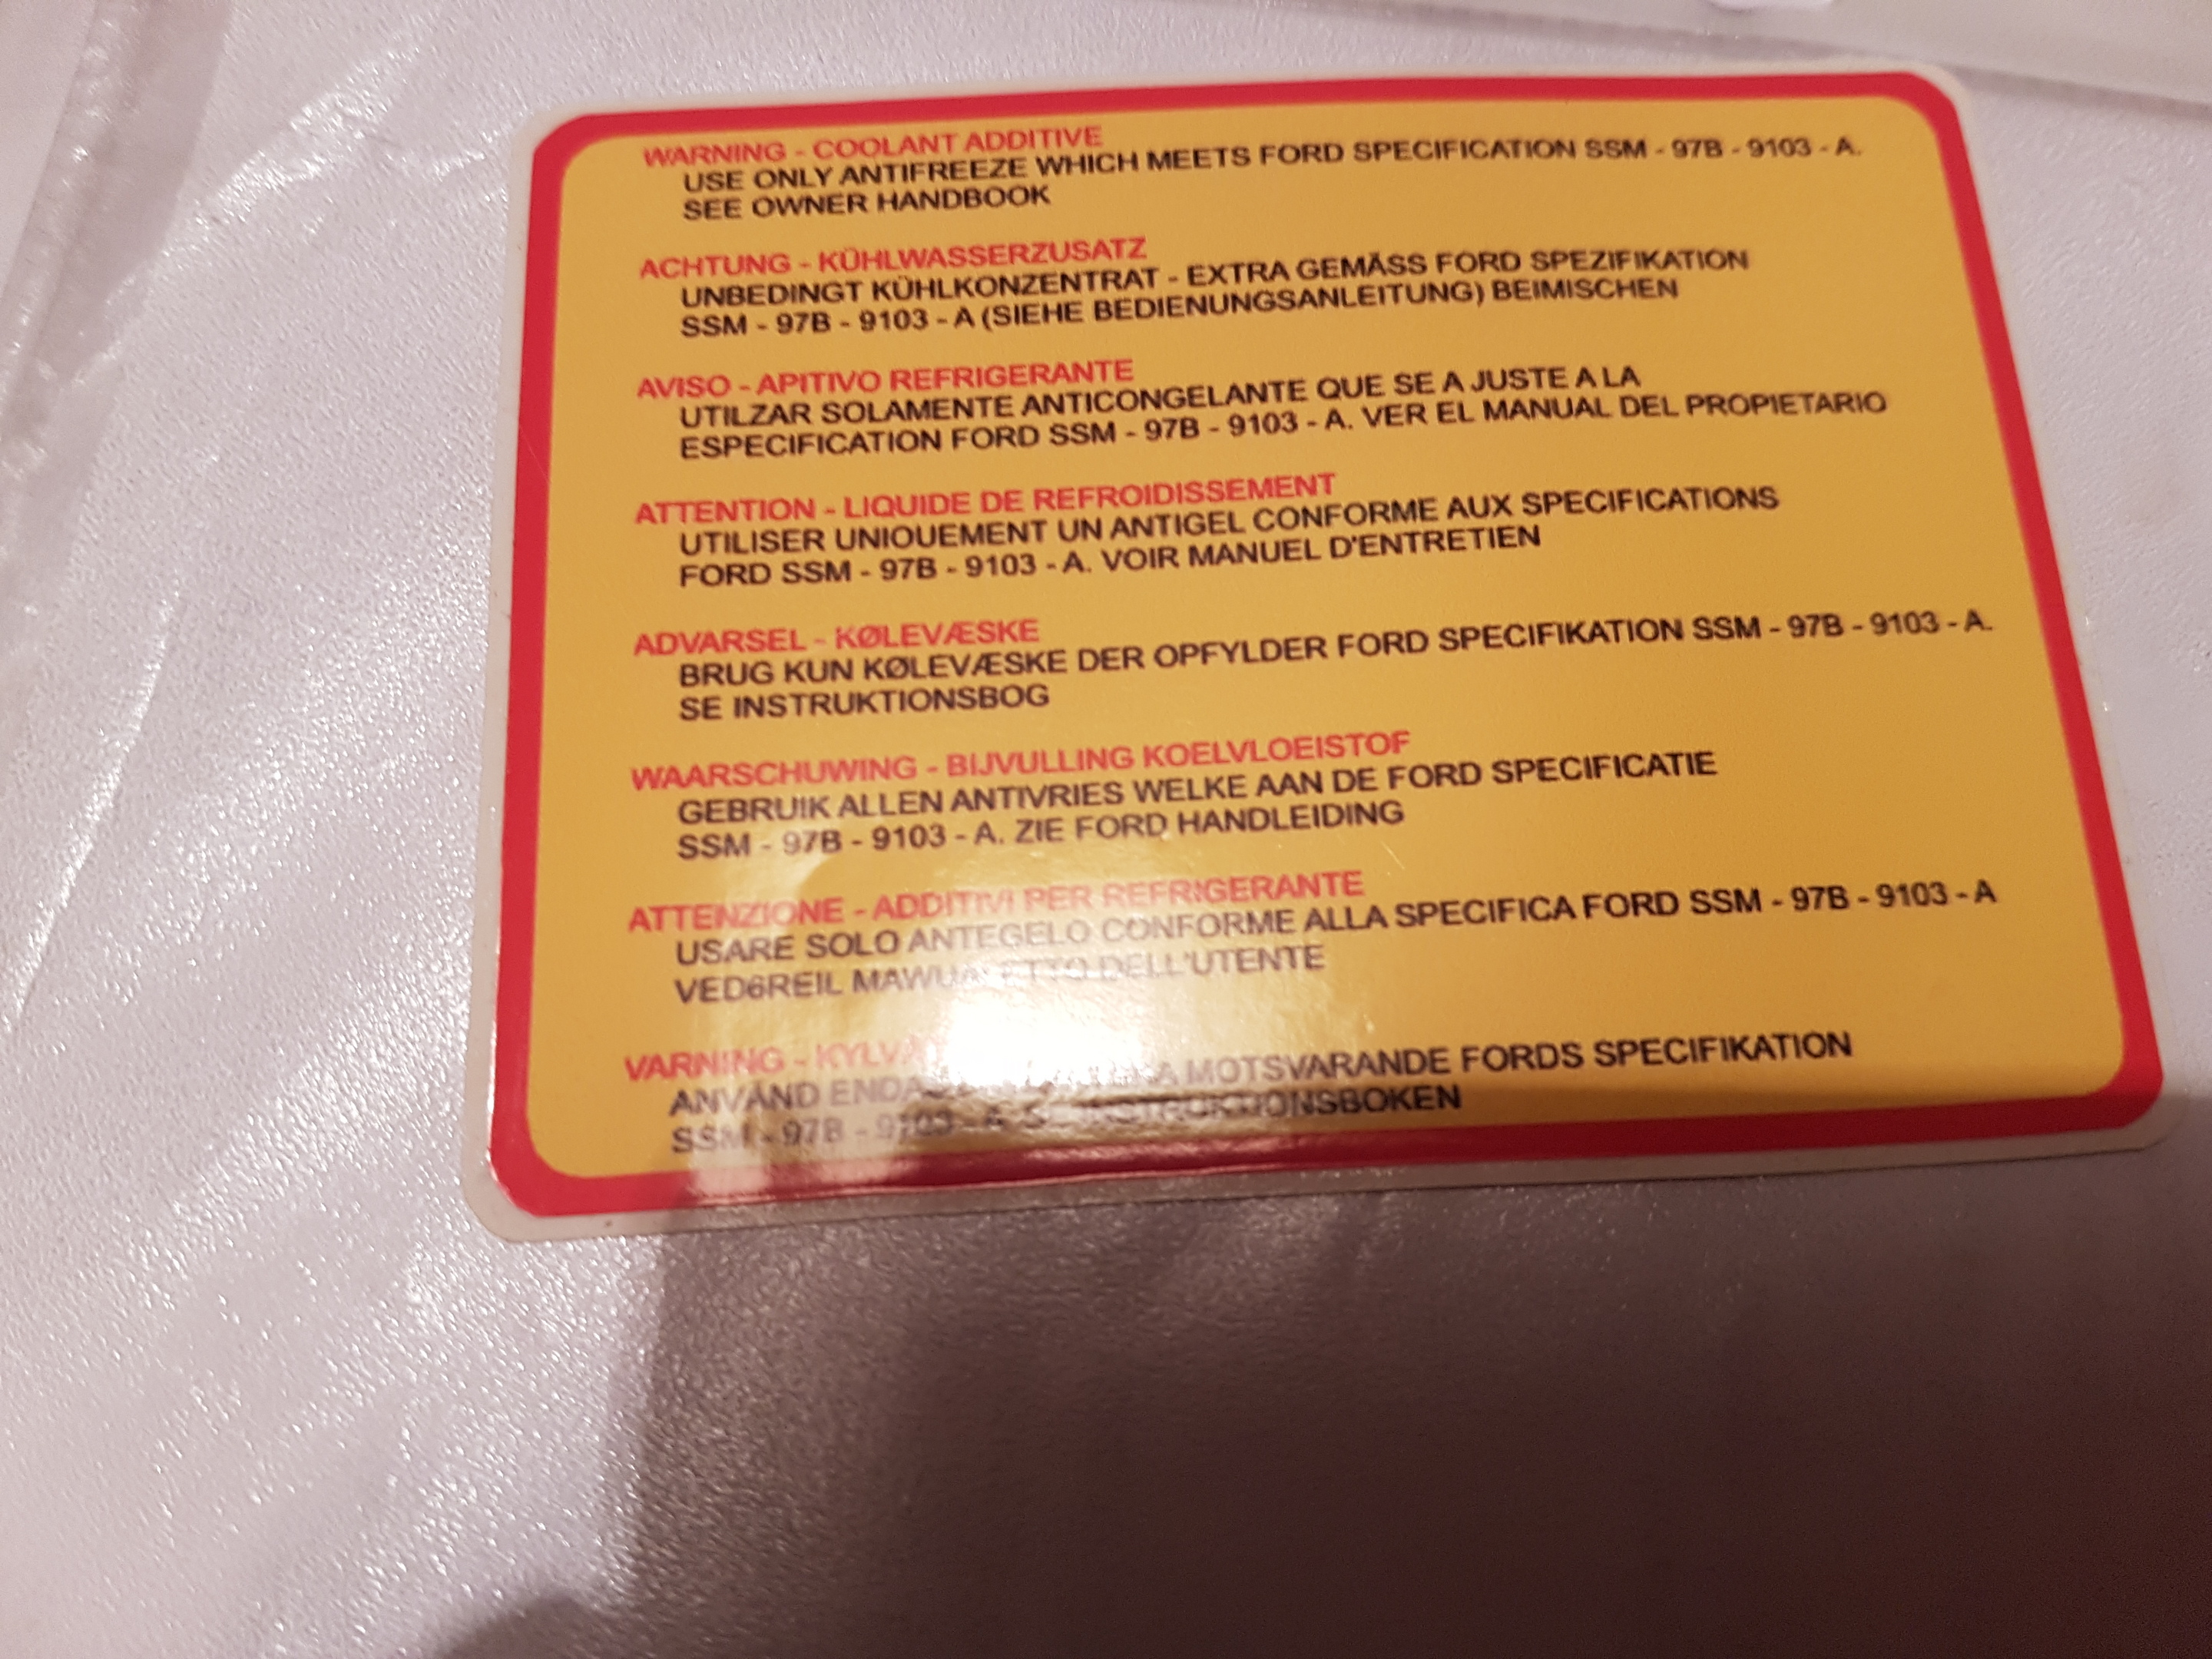 WARNING - COOLANT ADDITIVE
USE ONLY ANTIFREEZE WHICH MEETS FORD SPECIFICATION SSM - 97B - 9103 - A.
SEE OWNER HANDBOOK
ACHTUNG - KÜHLWASSERZUSATZ
UNBEDINGT KÜHLKONZENTRAT - EXTRA GEMÄSS FORD SPEZIFIKATION
SSM - 97B - 9103 - A (SIEHE BEDIENUNGSANLEITUNG) BEIMISCHEN
AVISO - APITIVO REFRIGERANTE
UTILZAR SOLAMENTE ANTICONGELANTE QUE SE A JUSTE A LA
ESPECIFICATION FORD SSM - 97B - 9103 - A. VER EL MANUAL DEL PROPIETARIO
ATTENTION - LIQUIDE DE REFROIDISSEMENT
UTILISER UNIOUEMENT UN ANTIGEL CONFORME AUX SPECIFICATIONS
FORD SSM - 97B - 9103 - A. VOIR MANUEL D'ENTRETIEN
ADVARSEL - KØLEVÆSKE
BRUG KUN KØLEVÆSKE DER OPFYLDER FORD SPECIFIKATION SSM - 97B - 9103 - A.
SE INSTRUKTIONSBOG
WAARSCHUWING - BIJVULLING KOELVLOEISTOF
GEBRUIK ALLEN ANTIVRIES WELKE AAN DE FORD SPECIFICATIE
SSM - 97B - 9103 - A. ZIE FORD HANDLEIDING
ATTENZIONE - ADDITIVI PER REFRIGERANTE
USARE SOLO ANTEGELO CONFORME ALLA SPECIFICA FORD SSM - 97B - 9103 - A
VED6REIL DELL'UTENTE
VARNING -
ANVÄND MOTSVARANDE FORDS SPECIFIKATION
SSM - 97B - 9103 - A INSTRUKTIONSBOKEN